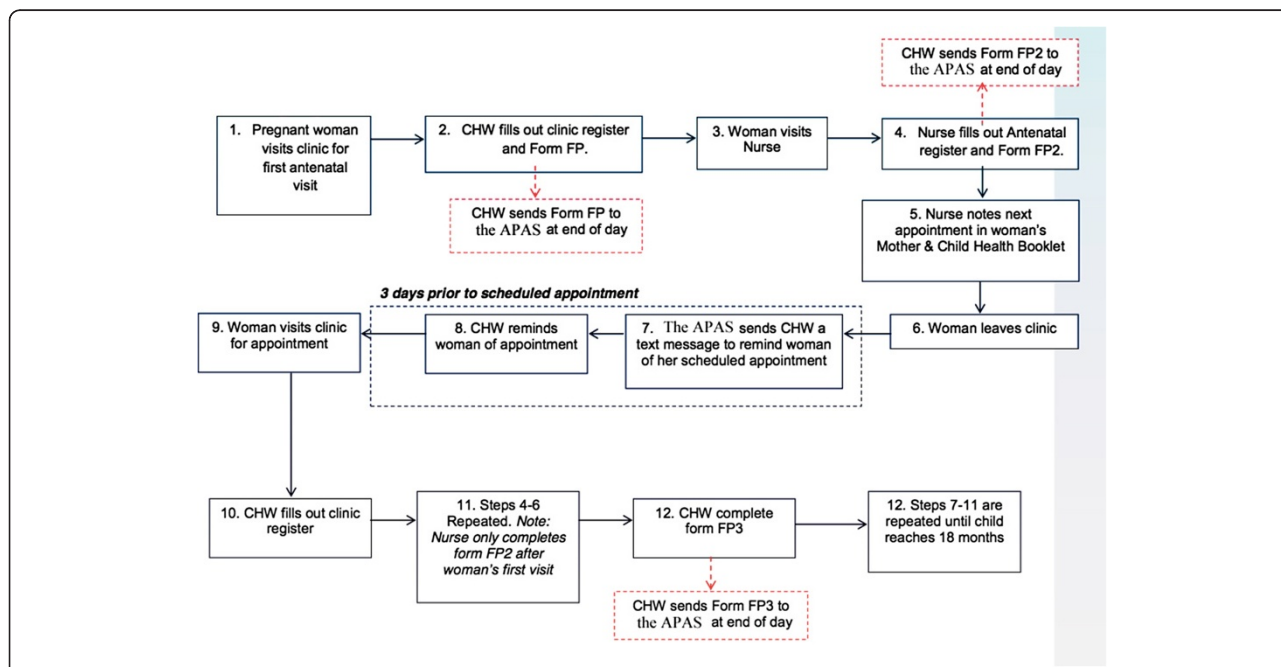 CHW sends Form FP2 to
the APAS at end of day
1. Pregnant woman
visits clinic for
first antenatal
visit
2. CHW fills out clinic register
and Form FP.
3. Woman visits
Nurse
4. Nurse fills out Antenatal
register and Form FP2.
CHW sends Form FP to
the APAS at end of day
5. Nurse notes next
appointment in woman's
Mother & Child Health Booklet
3 days prior to scheduled appointment
9. Woman visits clinic
for appointment
8. CHW reminds
woman of appointment
7. The APAS sends CHW a
text message to remind woman
of her scheduled appointment
6. Woman leaves clinic
10. CHW fills out clinic
register
11. Steps 4-6
Repeated. Note:
Nurse only completes
form FP2 after
woman's first visit
12. CHW complete
form FP3
12. Steps 7-11 are
repeated until child
reaches 18 months
CHW sends Form FP3 to
the APAS at end of day